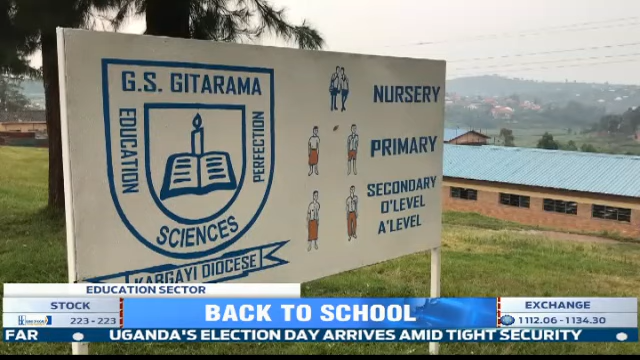 G.S. GITARAMA
EDUCATION
PERFECTION
SCIENCES
KABGAYI DIOCESE
NURSERY
PRIMARY
SECONDARY
O'LEVEL
A'LEVEL
EDUCATION SECTOR
STOCK
223 - 223
BACK TO SCHOOL
EXCHANGE
1112.06 - 1134.30
FAR
UGANDA'S ELECTION DAY ARRIVES AMID TIGHT SECURITY